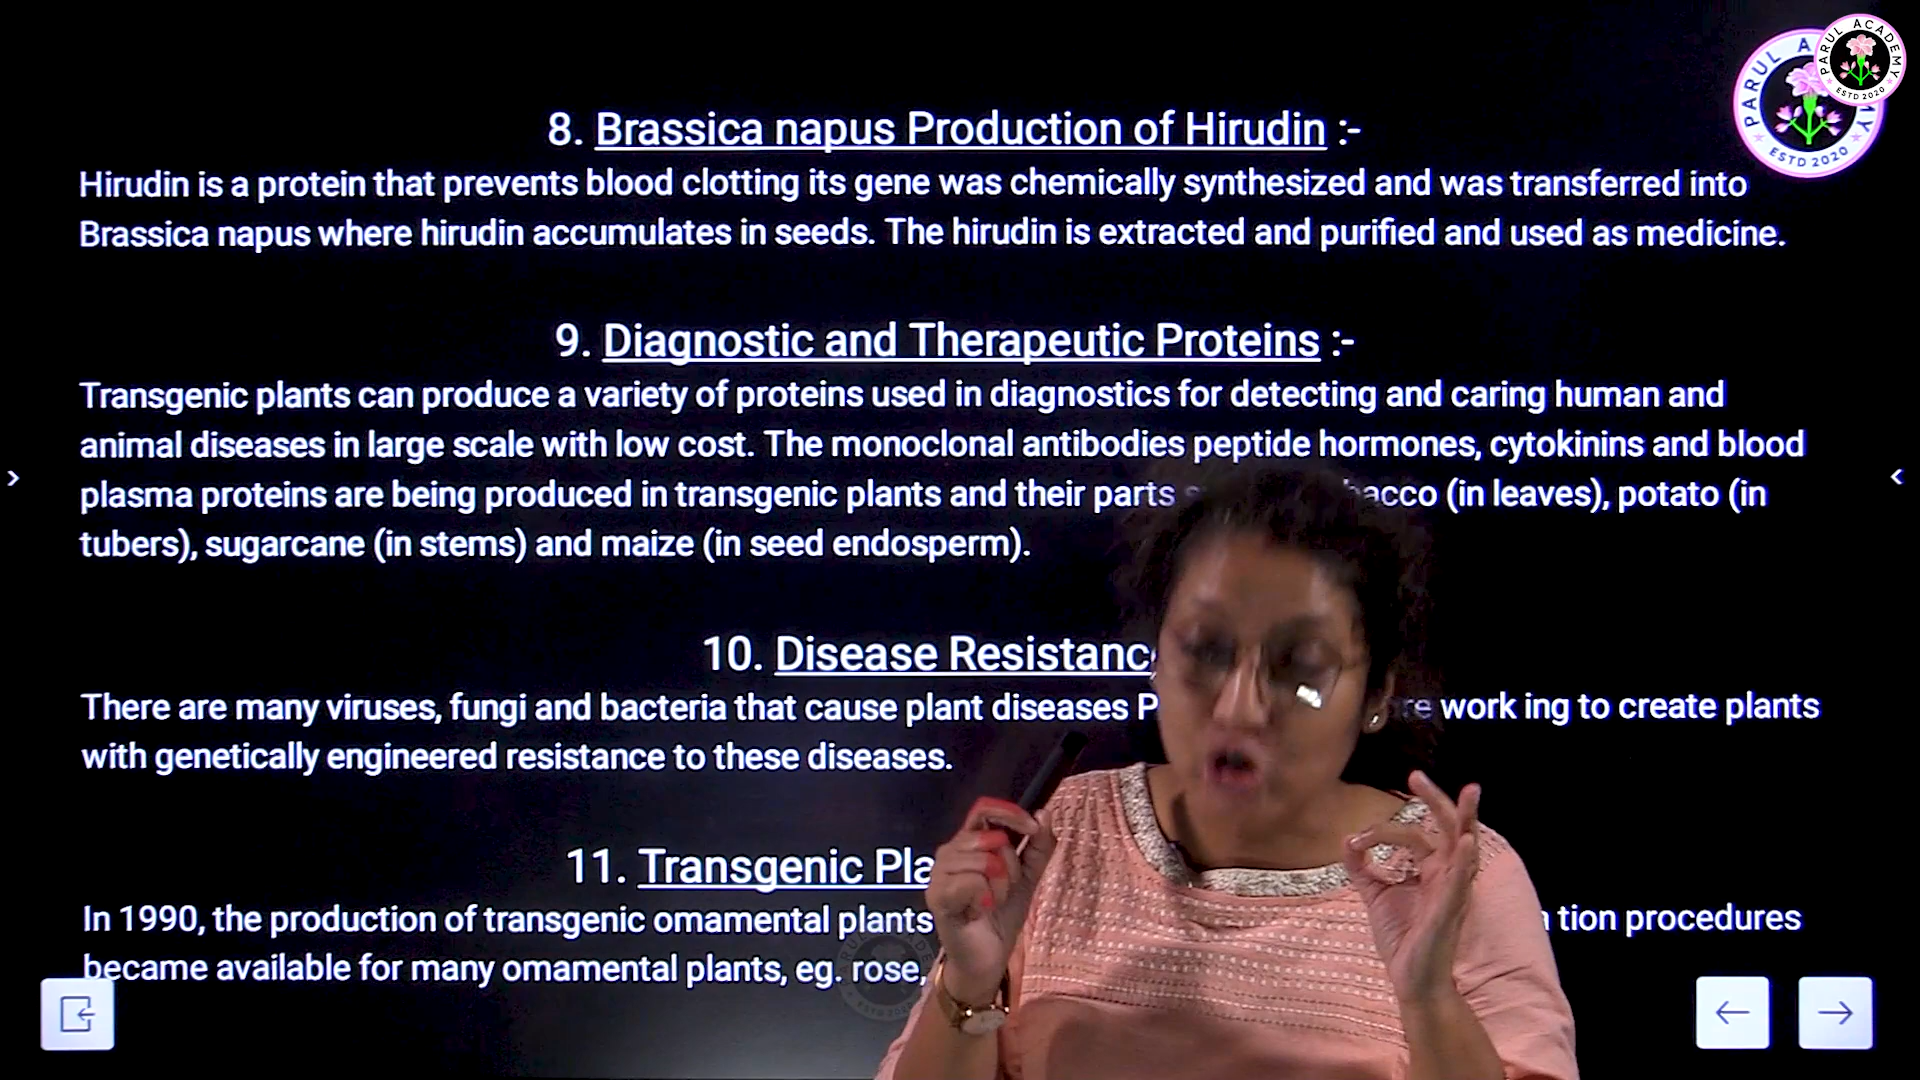 8. Brassica napus Production of Hirudin :-
Hirudin is a protein that prevents blood clotting its gene was chemically synthesized and was transferred into
Brassica napus where hirudin accumulates in seeds. The hirudin is extracted and purified and used as medicine.
9. Diagnostic and Therapeutic Proteins :-
Transgenic plants can produce a variety of proteins used in diagnostics for detecting and caring human and
animal diseases in large scale with low cost. The monoclonal antibodies peptide hormones, cytokinins and blood
plasma proteins are being produced in transgenic plants and their parts (in leaves), potato (in
tubers), sugarcane (in stems) and maize (in seed endosperm).
10. Disease
There are many viruses, fungi and bacteria that cause plant diseases work ing to create plants
with genetically engineered resistance to these diseases.
11. Transgenic
In 1990, the production of transgenic omamental plants tion procedures
became available for many omamental plants, eg. rose,
PARUL ACADEMY
ESTD 2020
PARUL A MY
ESTD 2020